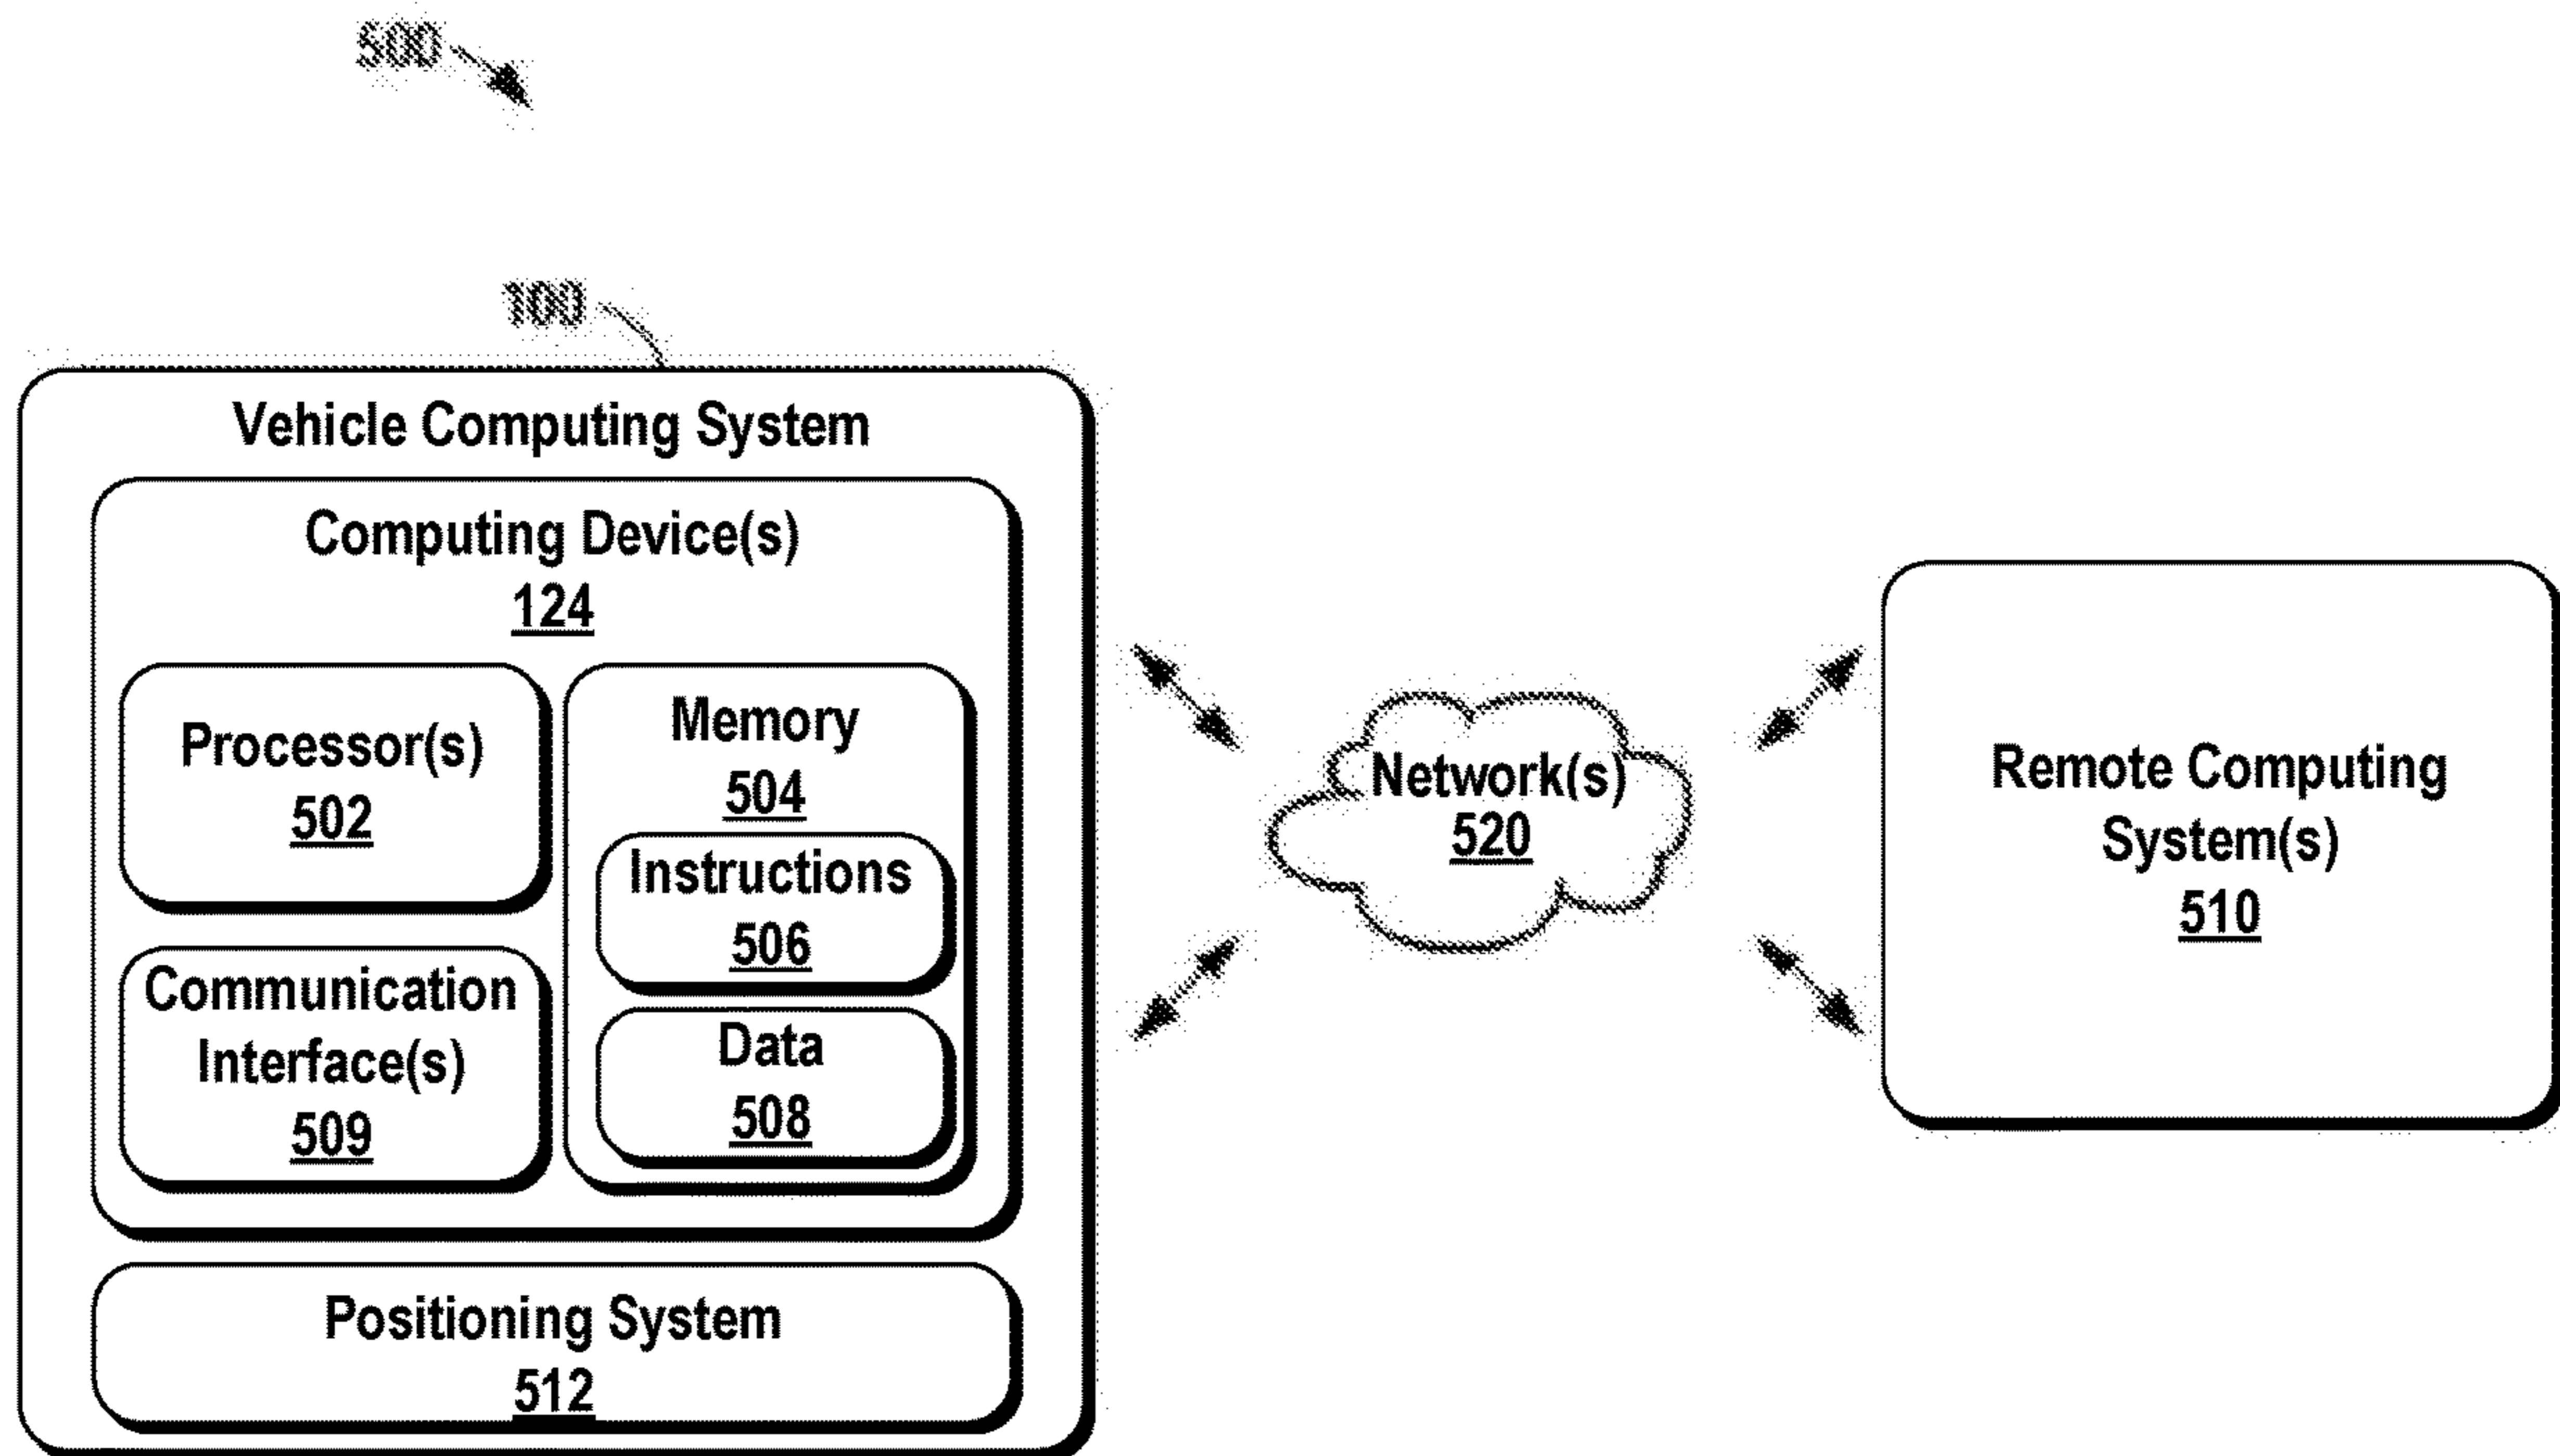 500
100
Vehicle Computing System
Computing Device(s)
124
Processor(s)
502
Memory
504
Instructions
506
Communication
Interface(s)
509
Data
508
Positioning System
512
Network(s)
520
Remote Computing
System(s)
510